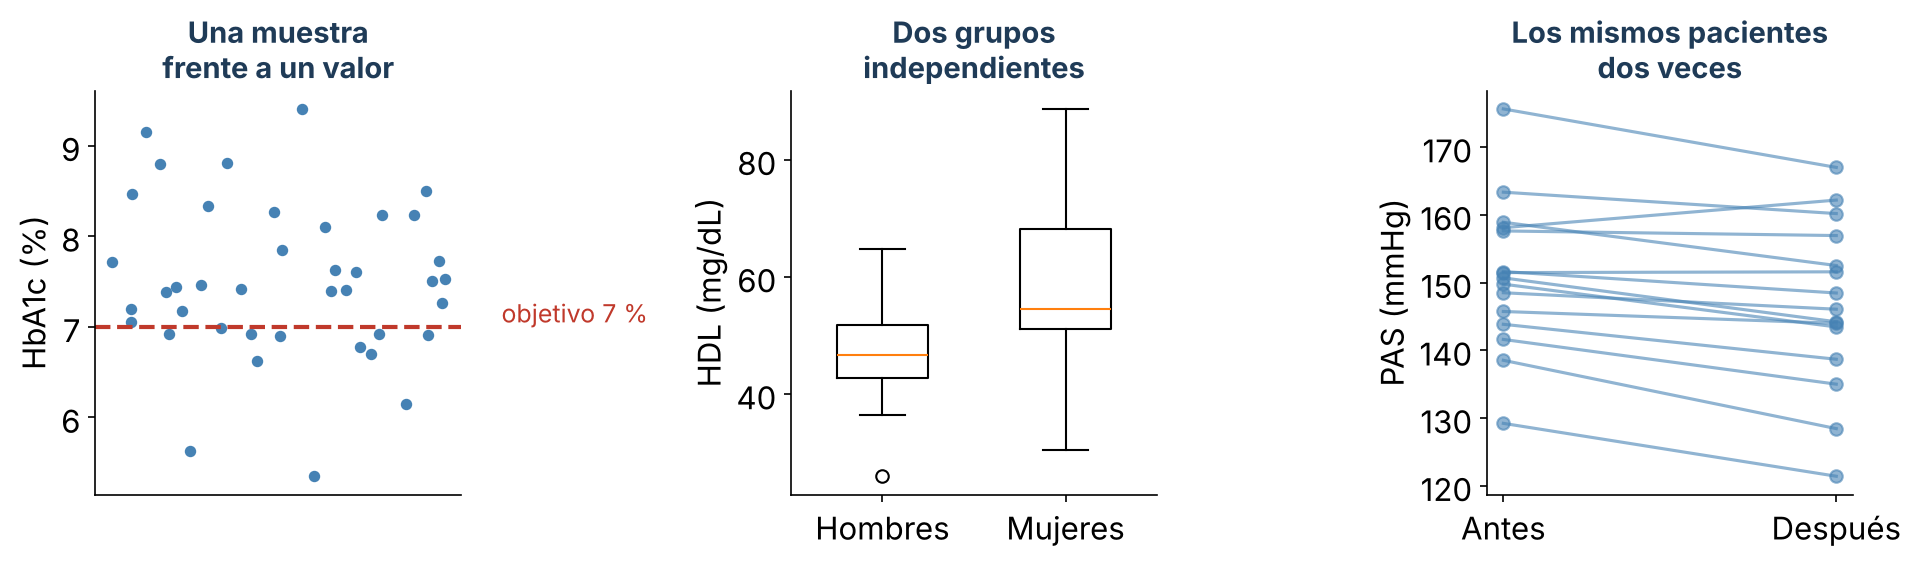 Una muestra
frente a un valor
HbA1c (%)
9
8
7
6
objetivo 7 %
Dos grupos
independientes
HDL (mg/dL)
80
60
40
Hombres
Mujeres
Los mismos pacientes
dos veces
PAS (mmHg)
170
160
150
140
130
120
Antes
Después